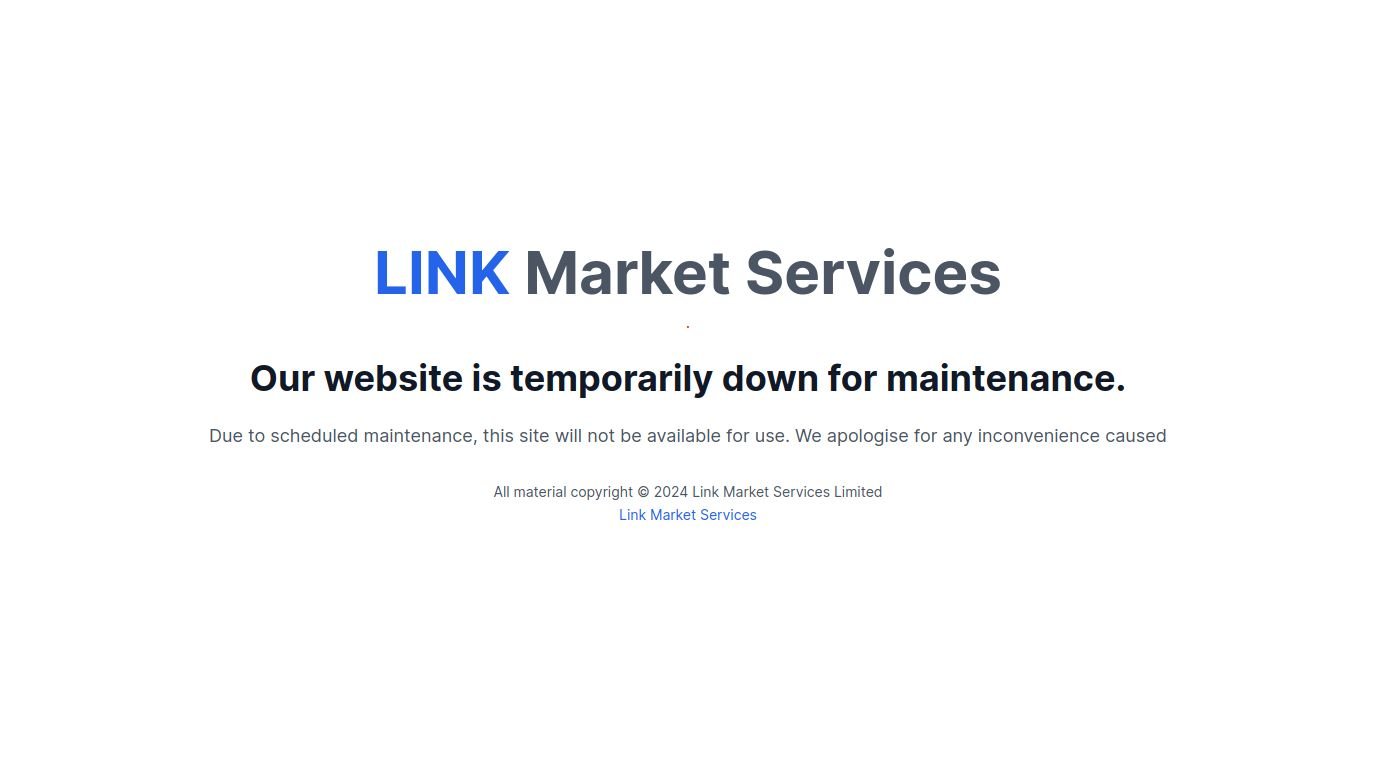 LINK Market Services
.
Our website is temporarily down for maintenance.
Due to scheduled maintenance, this site will not be available for use. We apologise for any inconvenience caused
All material copyright © 2024 Link Market Services Limited
Link Market Services